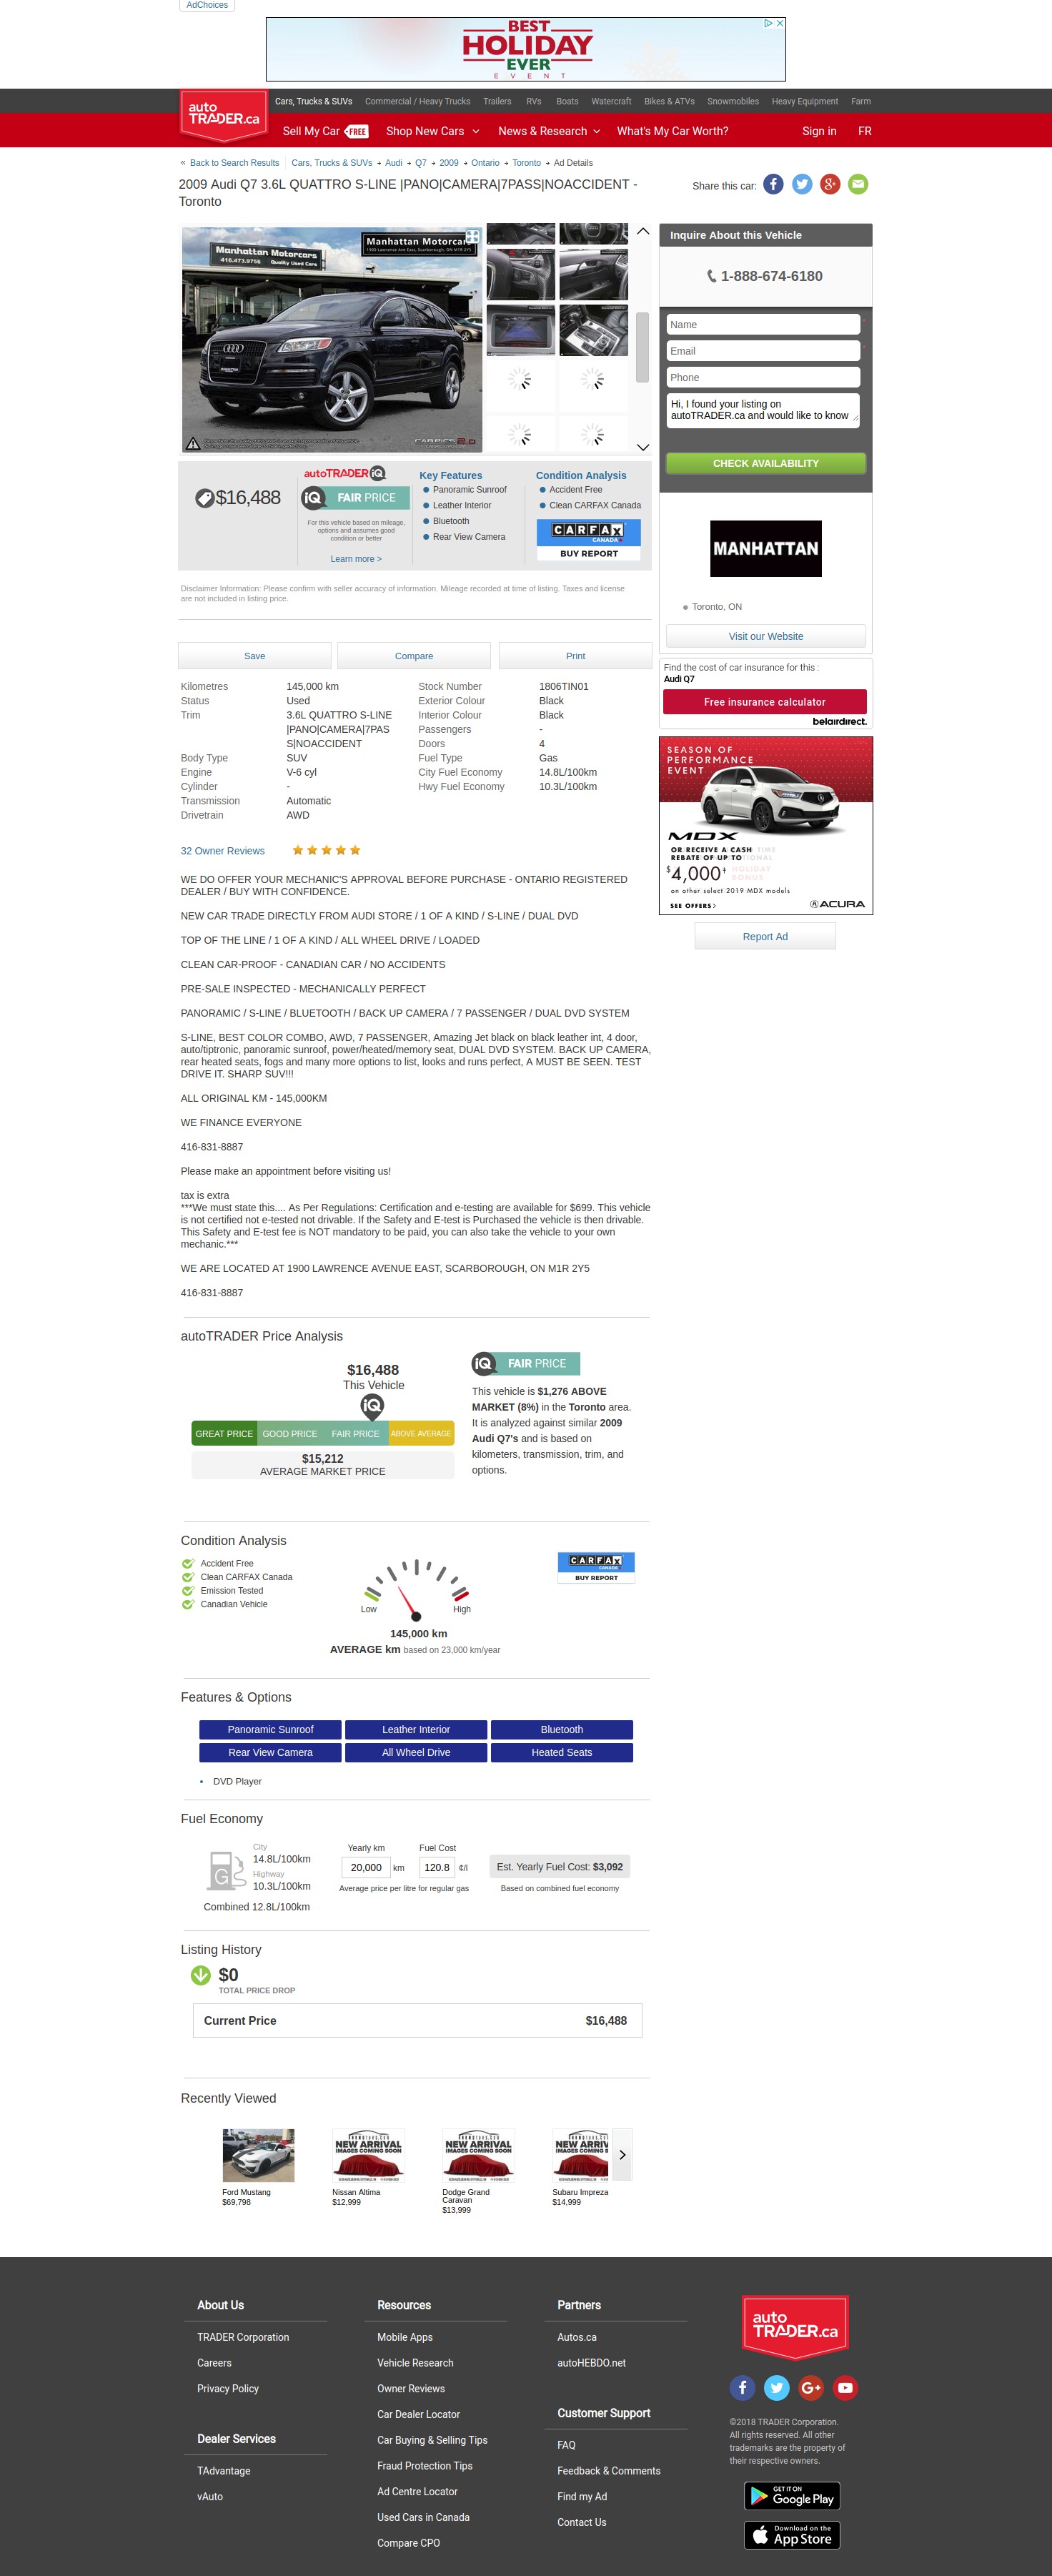 AdChoices
BEST
HOLIDAY
EVER
EVENT
auto
TRADER.ca
Cars, Trucks & SUVs Commercial / Heavy Trucks Trailers RVs Boats Watercraft Bikes & ATVs Snowmobiles Heavy Equipment Farm
Sell My Car FREE Shop New Cars News & Research What's My Car Worth? Sign in FR
« Back to Search Results Cars, Trucks & SUVs Audi Q7 2009 Ontario Toronto Ad Details
2009 Audi Q7 3.6L QUATTRO S-LINE |PANO|CAMERA|7PASS|NOACCIDENT -
Toronto
Share this car:
Manhattan Motorcars
1900 Lawrence Ave East, Scarborough, ON M1R 2Y5
Manhattan Motorcars
416.473.9756 Quality Used Cars
Inquire About this Vehicle
1-888-674-6180
Name
Email
Phone
Hi, I found your listing on
autoTRADER.ca and would like to know
CHECK AVAILABILITY
$16,488
autoTRADER iQ
iQ FAIR PRICE
For this vehicle based on mileage,
options and assumes good
condition or better
Learn more >
Key Features
Panoramic Sunroof
Leather Interior
Bluetooth
Rear View Camera
Condition Analysis
Accident Free
Clean CARFAX Canada
CARFAX
CANADA
BUY REPORT
MANHATTAN
Toronto, ON
Visit our Website
Disclaimer Information: Please confirm with seller accuracy of information. Mileage recorded at time of listing. Taxes and license
are not included in listing price.
Save Compare Print
Find the cost of car insurance for this :
Audi Q7
Free insurance calculator
belairdirect.
Kilometres 145,000 km Stock Number 1806TIN01
Status Used Exterior Colour Black
Trim 3.6L QUATTRO S-LINE Interior Colour Black
|PANO|CAMERA|7PAS Passengers -
S|NOACCIDENT Doors 4
Body Type SUV Fuel Type Gas
Engine V-6 cyl City Fuel Economy 14.8L/100km
Cylinder - Hwy Fuel Economy 10.3L/100km
Transmission Automatic
Drivetrain AWD
SEASON OF
PERFORMANCE
EVENT
MDX
OR RECEIVE A CASH
REBATE OF UP TO
$4,000†
on other select 2019 MDX models
SEE OFFERS>
ACURA
Report Ad
32 Owner Reviews
WE DO OFFER YOUR MECHANIC'S APPROVAL BEFORE PURCHASE - ONTARIO REGISTERED
DEALER / BUY WITH CONFIDENCE.
NEW CAR TRADE DIRECTLY FROM AUDI STORE / 1 OF A KIND / S-LINE / DUAL DVD
TOP OF THE LINE / 1 OF A KIND / ALL WHEEL DRIVE / LOADED
CLEAN CAR-PROOF - CANADIAN CAR / NO ACCIDENTS
PRE-SALE INSPECTED - MECHANICALLY PERFECT
PANORAMIC / S-LINE / BLUETOOTH / BACK UP CAMERA / 7 PASSENGER / DUAL DVD SYSTEM
S-LINE, BEST COLOR COMBO, AWD, 7 PASSENGER, Amazing Jet black on black leather int, 4 door,
auto/tiptronic, panoramic sunroof, power/heated/memory seat, DUAL DVD SYSTEM. BACK UP CAMERA,
rear heated seats, fogs and many more options to list, looks and runs perfect, A MUST BE SEEN. TEST
DRIVE IT. SHARP SUV!!!
ALL ORIGINAL KM - 145,000KM
WE FINANCE EVERYONE
416-831-8887
Please make an appointment before visiting us!
tax is extra
***We must state this.... As Per Regulations: Certification and e-testing are available for $699. This vehicle
is not certified not e-tested not drivable. If the Safety and E-test is Purchased the vehicle is then drivable.
This Safety and E-test fee is NOT mandatory to be paid, you can also take the vehicle to your own
mechanic.***
WE ARE LOCATED AT 1900 LAWRENCE AVENUE EAST, SCARBOROUGH, ON M1R 2Y5
416-831-8887
autoTRADER Price Analysis
$16,488
This Vehicle
iQ
GREAT PRICE GOOD PRICE FAIR PRICE ABOVE AVERAGE
$15,212
AVERAGE MARKET PRICE
iQ FAIR PRICE
This vehicle is $1,276 ABOVE
MARKET (8%) in the Toronto area.
It is analyzed against similar 2009
Audi Q7's and is based on
kilometers, transmission, trim, and
options.
Condition Analysis
Accident Free
Clean CARFAX Canada
Emission Tested
Canadian Vehicle
Low High
145,000 km
AVERAGE km based on 23,000 km/year
CARFAX
CANADA
BUY REPORT
Features & Options
Panoramic Sunroof Leather Interior Bluetooth
Rear View Camera All Wheel Drive Heated Seats
DVD Player
Fuel Economy
G
City
14.8L/100km
Highway
10.3L/100km
Combined 12.8L/100km
Yearly km Fuel Cost
20,000 km 120.8 ¢/l
Average price per litre for regular gas
Est. Yearly Fuel Cost: $3,092
Based on combined fuel economy
Listing History
$0
TOTAL PRICE DROP
Current Price $16,488
Recently Viewed
NEW ARRIVAL
IMAGES COMING SOON
NEW ARRIVAL
IMAGES COMING SOON
Ford Mustang
$69,798
Nissan Altima
$12,999
Dodge Grand
Caravan
$13,999
Subaru Impreza
$14,999
About Us
TRADER Corporation
Careers
Privacy Policy
Dealer Services
TAdvantage
vAuto
Resources
Mobile Apps
Vehicle Research
Owner Reviews
Car Dealer Locator
Car Buying & Selling Tips
Fraud Protection Tips
Ad Centre Locator
Used Cars in Canada
Compare CPO
Partners
Autos.ca
autoHEBDO.net
Customer Support
FAQ
Feedback & Comments
Find my Ad
Contact Us
auto
TRADER.ca
©2018 TRADER Corporation.
All rights reserved. All other
trademarks are the property of
their respective owners.
GET IT ON
Google Play
Download on the
App Store